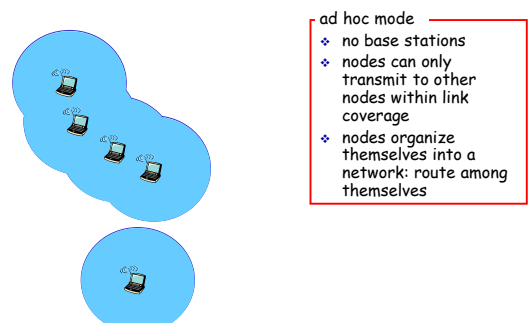 ad hoc mode
❖ no base stations
❖ nodes can only
transmit to other
nodes within link
coverage
❖ nodes organize
themselves into a
network: route among
themselves